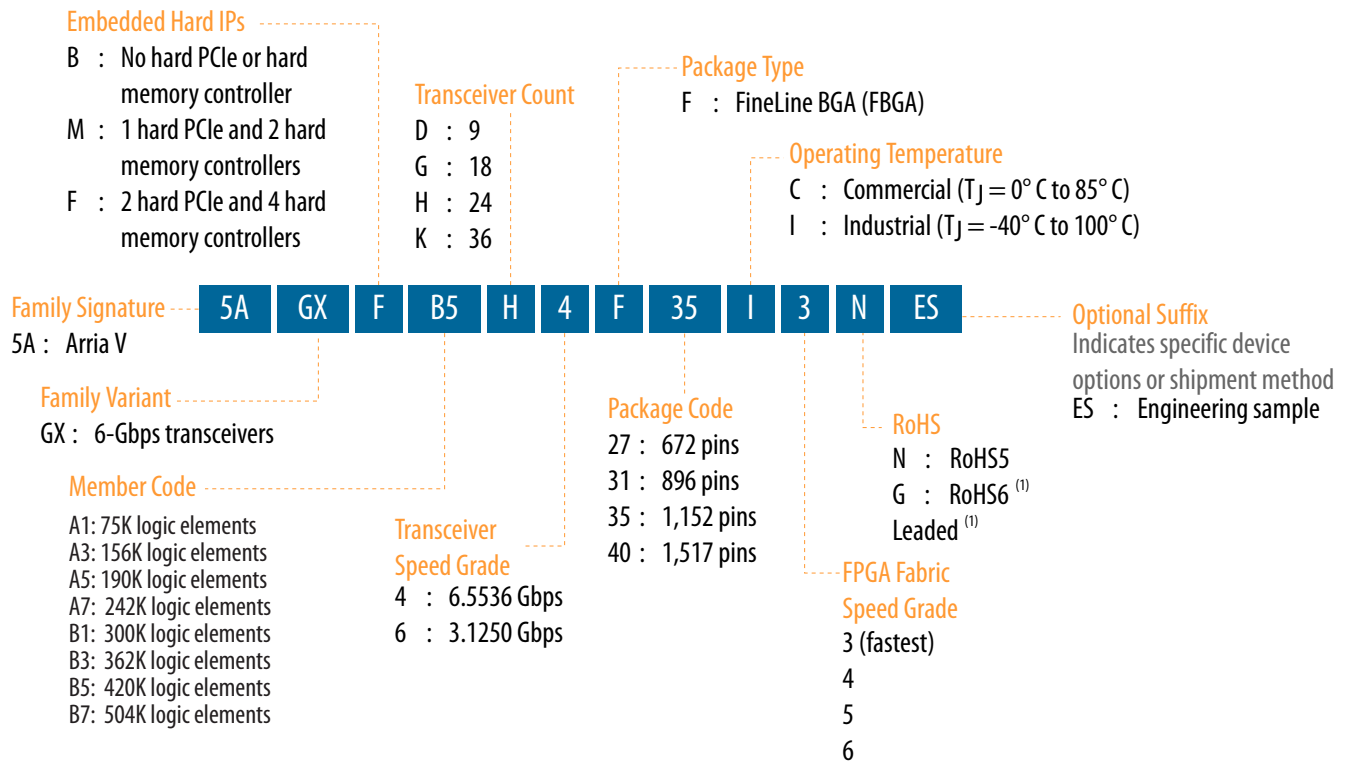 Embedded Hard IPs
B : No hard PCIe or hard
memory controller
M : 1 hard PCIe and 2 hard
memory controllers
F : 2 hard PCIe and 4 hard
memory controllers
Transceiver Count
D : 9
G : 18
H : 24
K : 36
Package Type
F : FineLine BGA (FBGA)
Operating Temperature
C : Commercial (TJ = 0° C to 85° C)
I : Industrial (TJ = -40° C to 100° C)
Family Signature
5A : Arria V
5A GX F B5 H 4 F 35 I 3 N ES
Optional Suffix
Indicates specific device
options or shipment method
ES : Engineering sample
Family Variant
GX : 6-Gbps transceivers
Member Code
A1: 75K logic elements
A3: 156K logic elements
A5: 190K logic elements
A7: 242K logic elements
B1: 300K logic elements
B3: 362K logic elements
B5: 420K logic elements
B7: 504K logic elements
Transceiver
Speed Grade
4 : 6.5536 Gbps
6 : 3.1250 Gbps
Package Code
27 : 672 pins
31 : 896 pins
35 : 1,152 pins
40 : 1,517 pins
RoHS
N : RoHS5
G : RoHS6 (1)
Leaded (1)
FPGA Fabric
Speed Grade
3 (fastest)
4
5
6